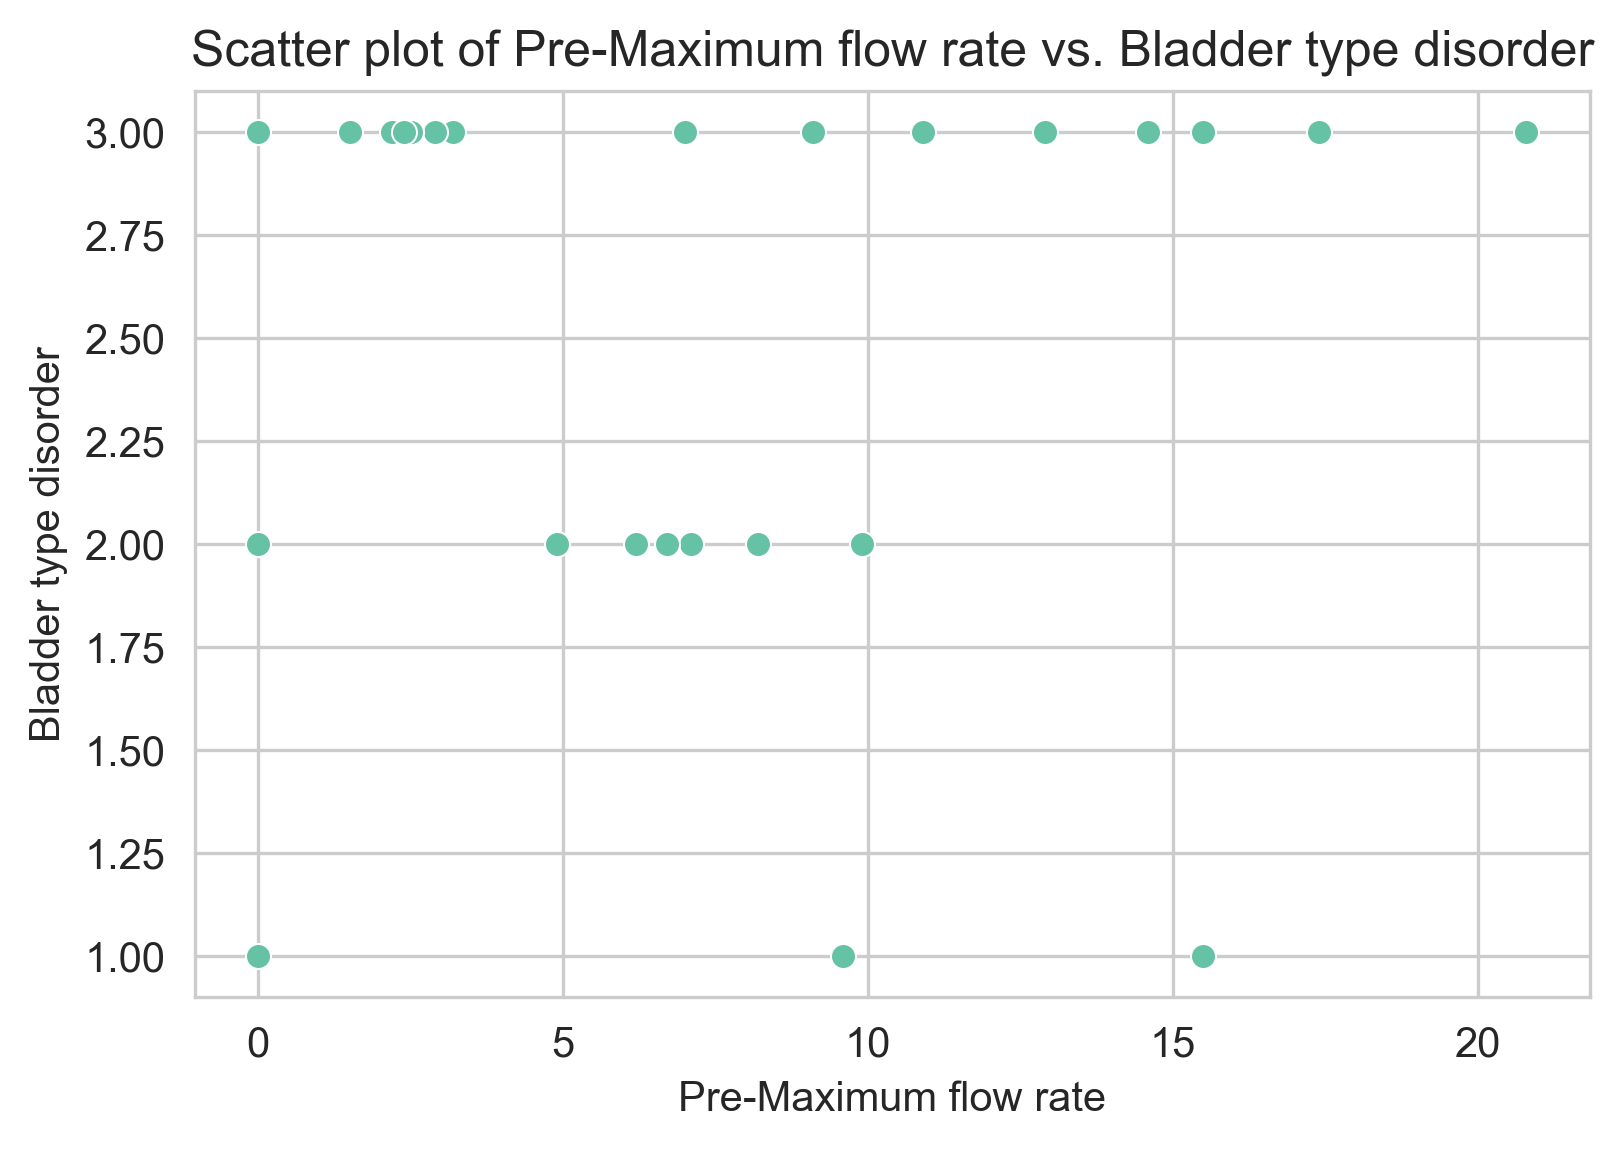 Scatter plot of Pre-Maximum flow rate vs. Bladder type disorder
3.00
2.75
2.50
2.25
2.00
1.75
1.50
1.25
1.00
Bladder type disorder
0 5 10 15 20
Pre-Maximum flow rate